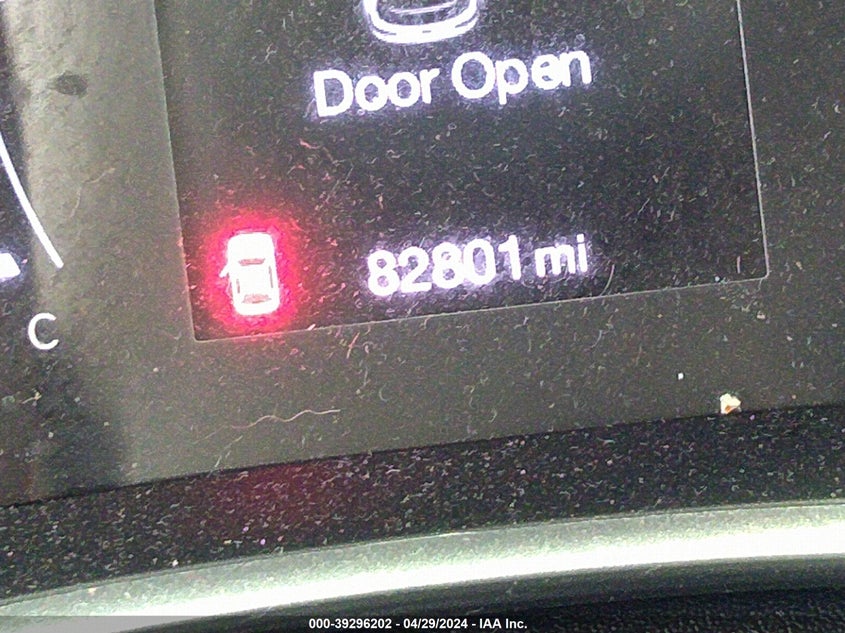 Door Open
82801 mi
C
000-39296202 - 04/29/2024 - IAA Inc.